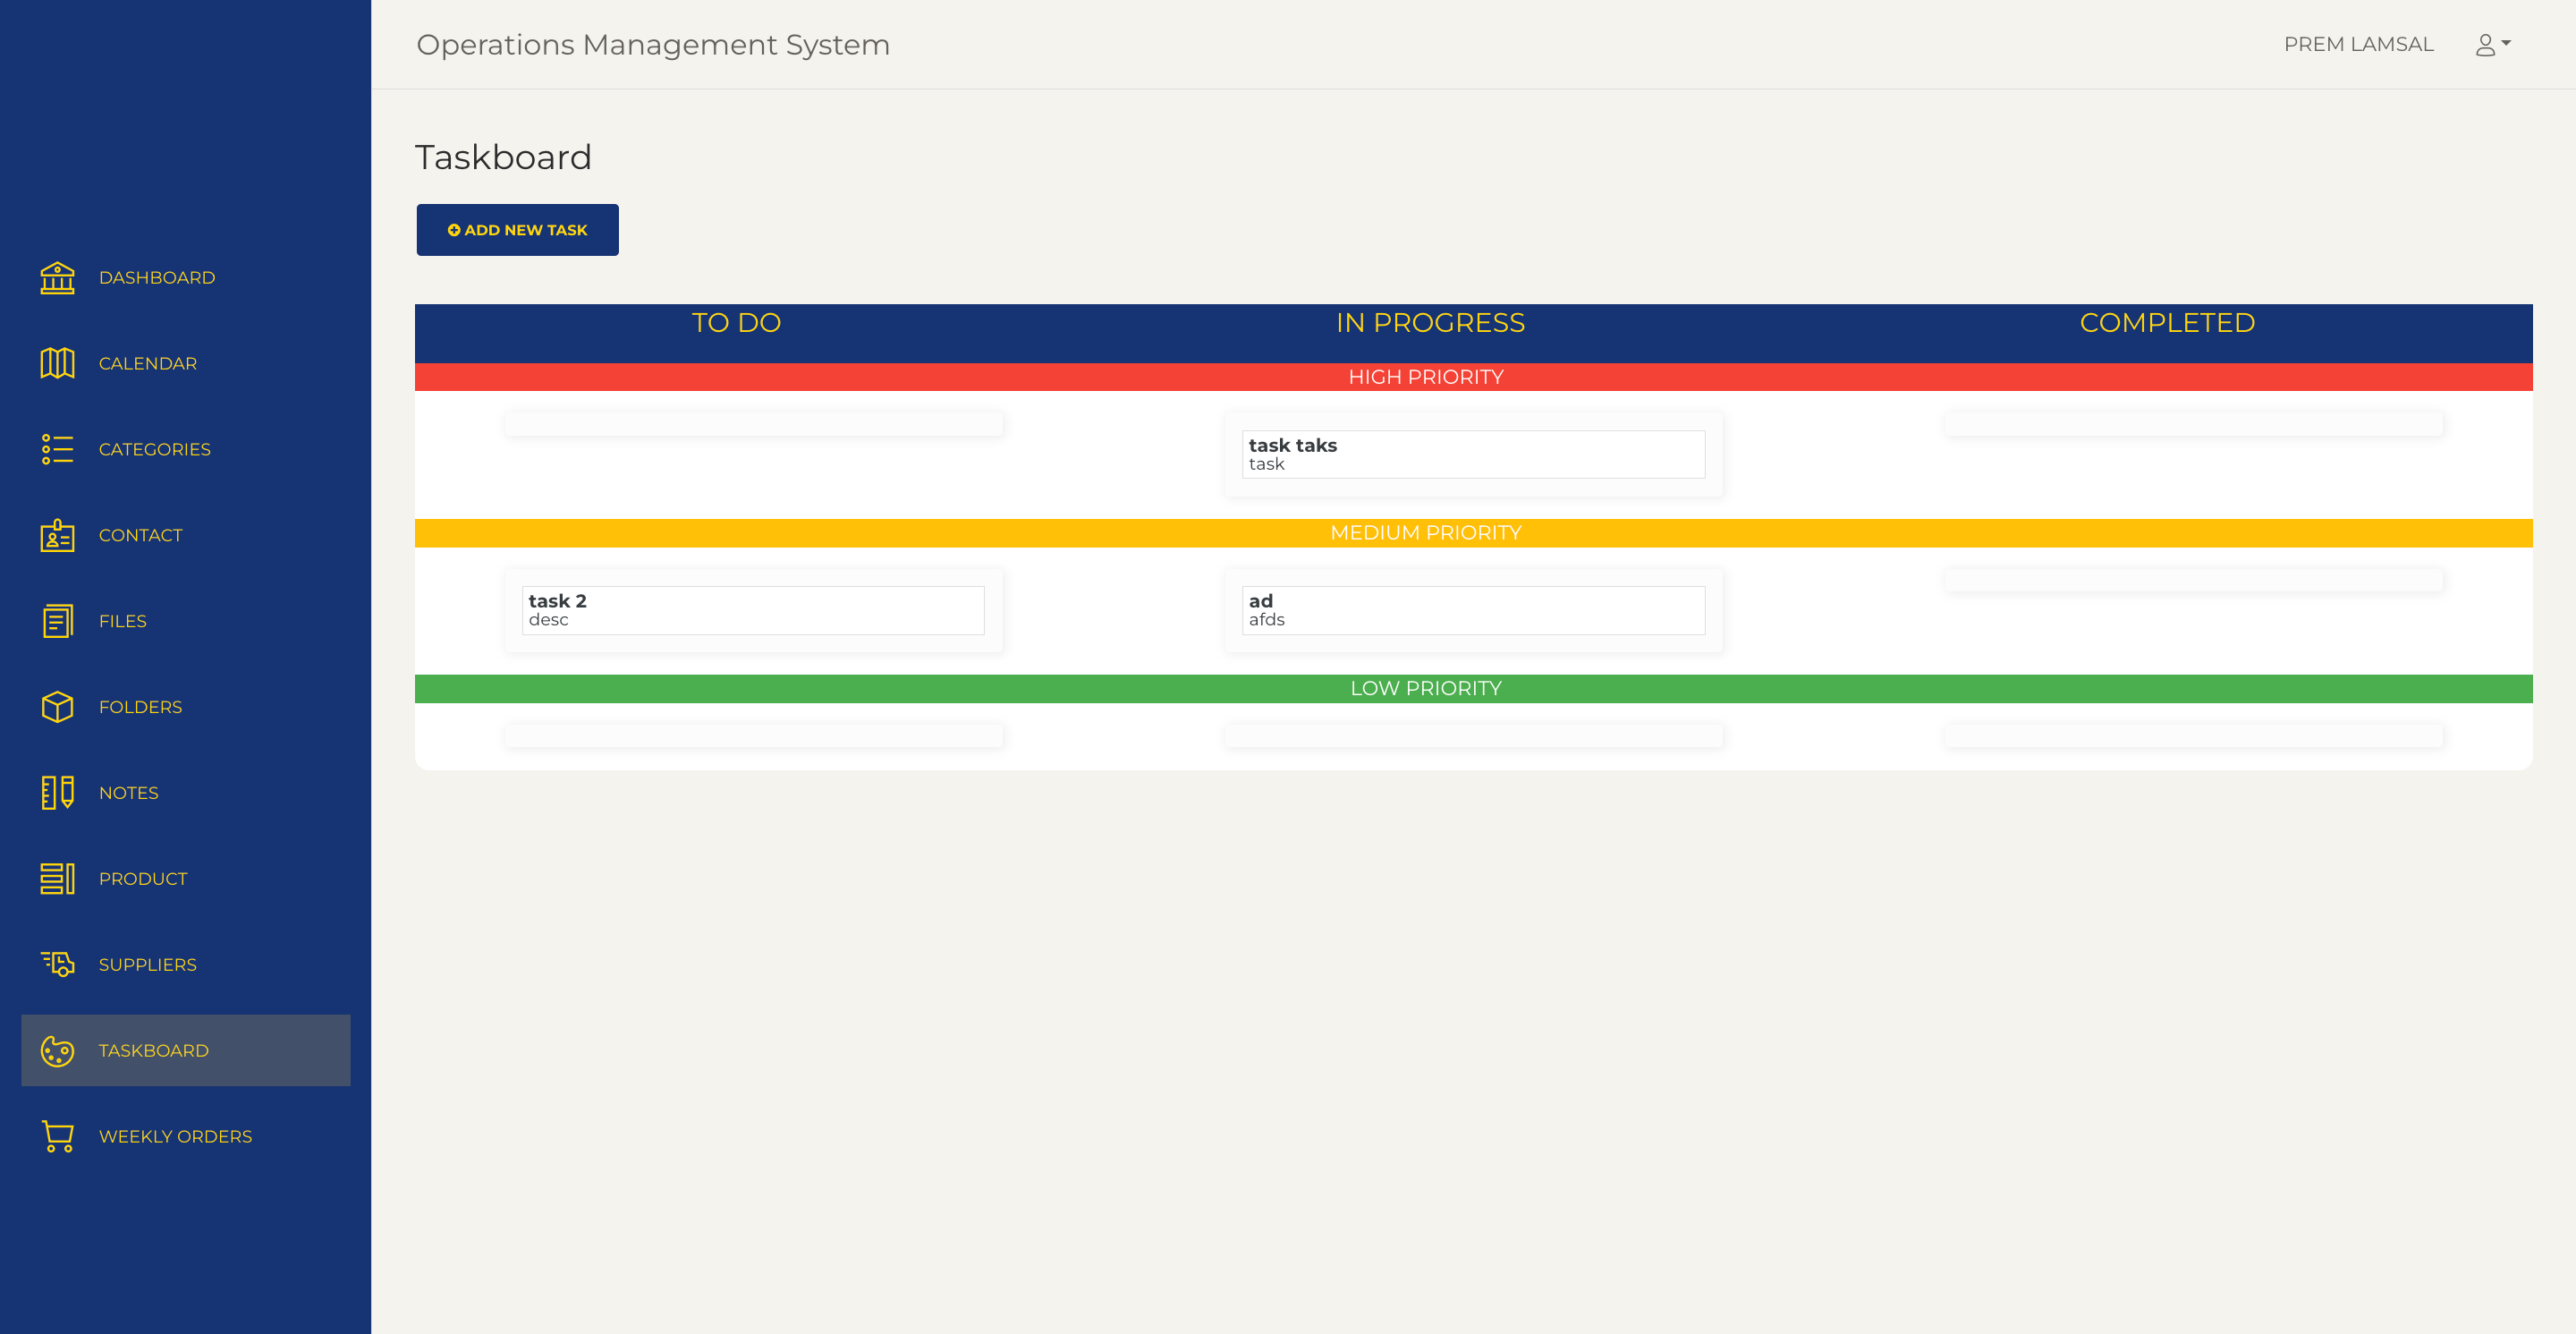 Operations Management System
PREM LAMSAL
DASHBOARD
CALENDAR
CATEGORIES
CONTACT
FILES
FOLDERS
NOTES
PRODUCT
SUPPLIERS
TASKBOARD
WEEKLY ORDERS
Taskboard
ADD NEW TASK
TO DO IN PROGRESS COMPLETED
HIGH PRIORITY
task taks
task
MEDIUM PRIORITY
task 2
desc
ad
afds
LOW PRIORITY